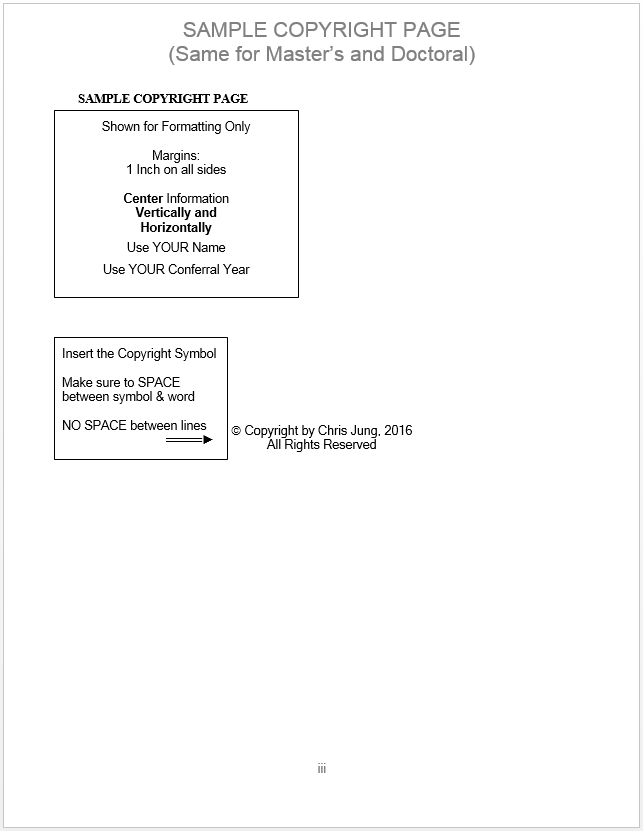 SAMPLE COPYRIGHT PAGE
(Same for Master's and Doctoral)
SAMPLE COPYRIGHT PAGE
Shown for Formatting Only
Margins:
1 Inch on all sides
Center Information
Vertically and
Horizontally
Use YOUR Name
Use YOUR Conferral Year
Insert the Copyright Symbol
Make sure to SPACE
between symbol & word
NO SPACE between lines
© Copyright by Chris Jung, 2016
All Rights Reserved
iii